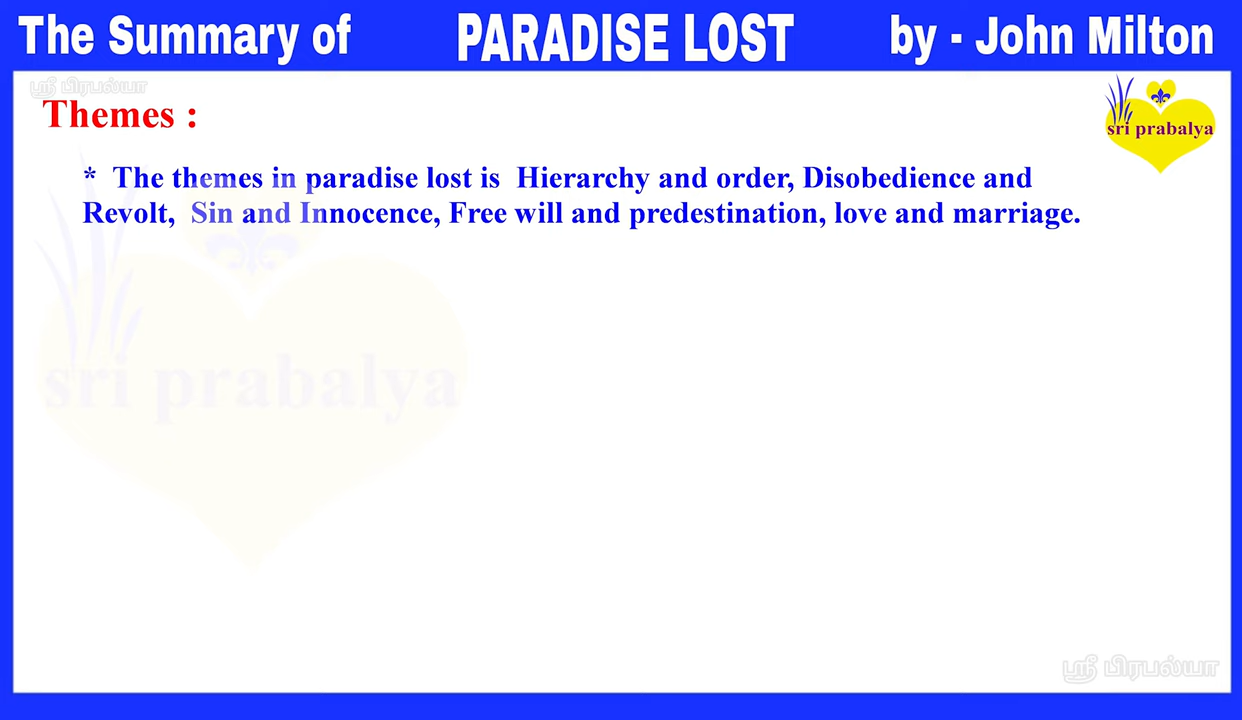 The Summary of PARADISE LOST by - John Milton
ஸ்ரீ பிரபல்யா
Themes :
sri prabalya
* The themes in paradise lost is Hierarchy and order, Disobedience and
Revolt, Sin and Innocence, Free will and predestination, love and marriage.
sri prabalya
ஸ்ரீ பிரபல்யா